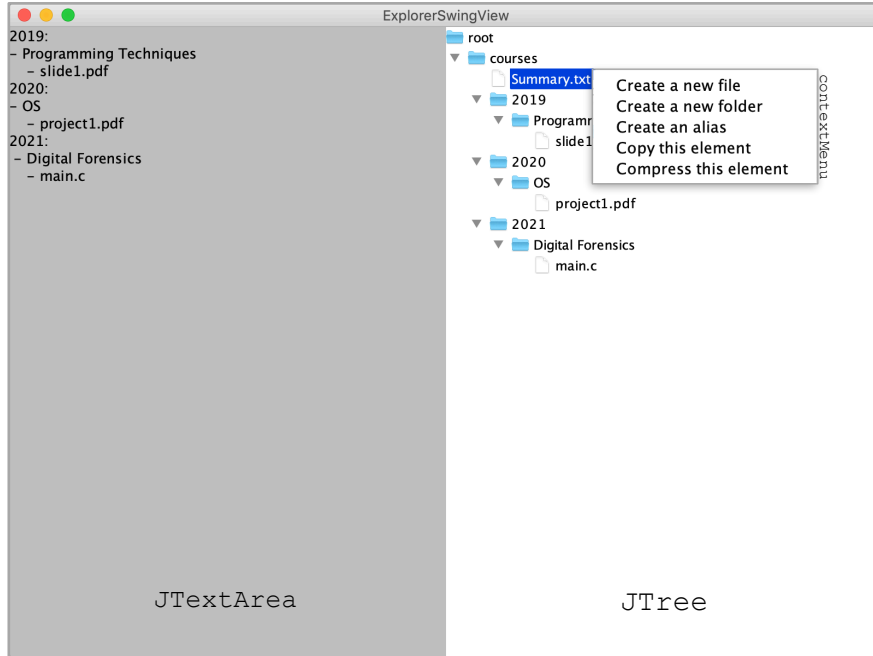 ExplorerSwingView
2019:
– Programming Techniques
– slide1.pdf
2020:
– OS
– project1.pdf
2021:
– Digital Forensics
– main.c
JTextArea
root
courses
Summary.txt
2019
Programm
slide1
2020
OS
project1.pdf
2021
Digital Forensics
main.c
Create a new file
Create a new folder
Create an alias
Copy this element
Compress this element
contextMenu
JTree